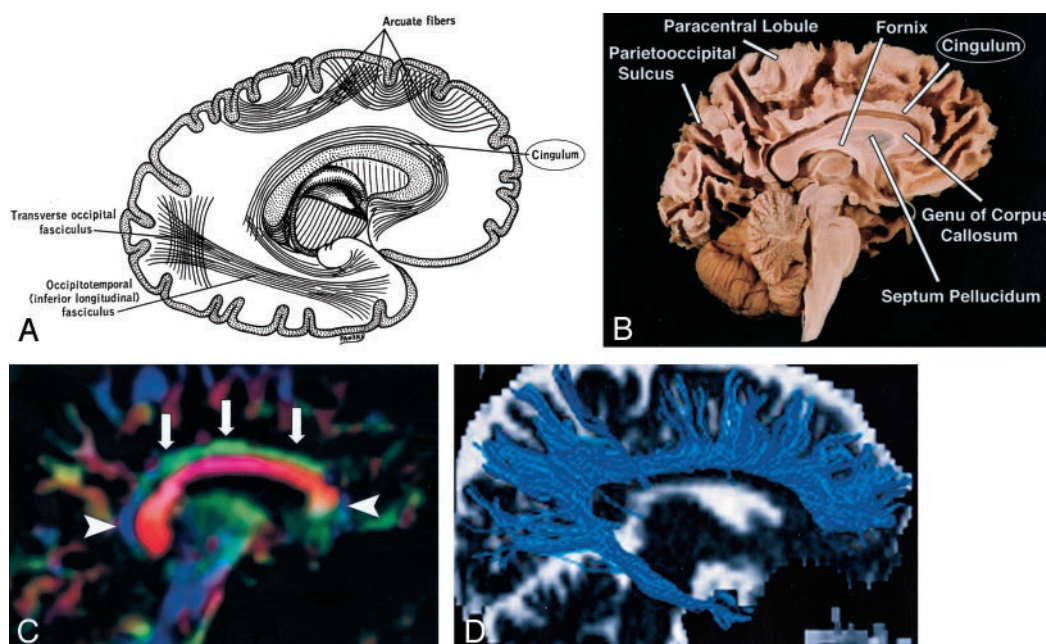 Arcuate fibers
Cingulum
Transverse occipital
fasciculus
Occipitotemporal
(inferior longitudinal)
fasciculus
A
Paracentral Lobule
Fornix
Parietooccipital
Sulcus
Cingulum
Genu of Corpus
Callosum
Septum Pellucidum
B
C
D